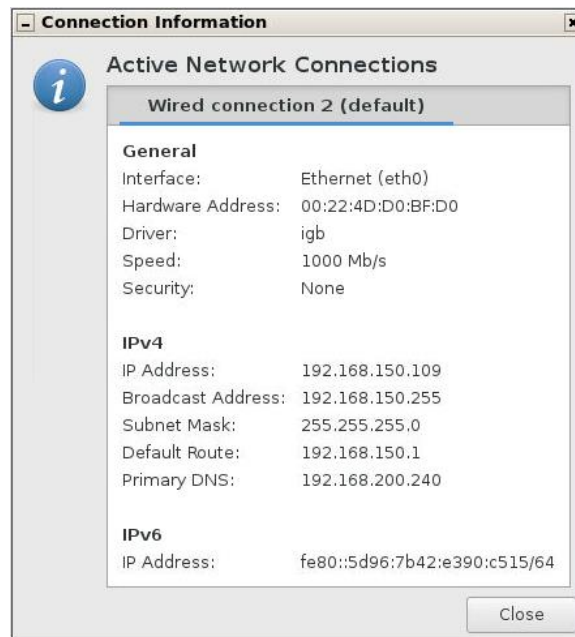 Connection Information
Active Network Connections
Wired connection 2 (default)
General
Interface: Ethernet (eth0)
Hardware Address: 00:22:4D:D0:BF:D0
Driver: igb
Speed: 1000 Mb/s
Security: None
IPv4
IP Address: 192.168.150.109
Broadcast Address: 192.168.150.255
Subnet Mask: 255.255.255.0
Default Route: 192.168.150.1
Primary DNS: 192.168.200.240
IPv6
IP Address: fe80::5d96:7b42:e390:c515/64
Close